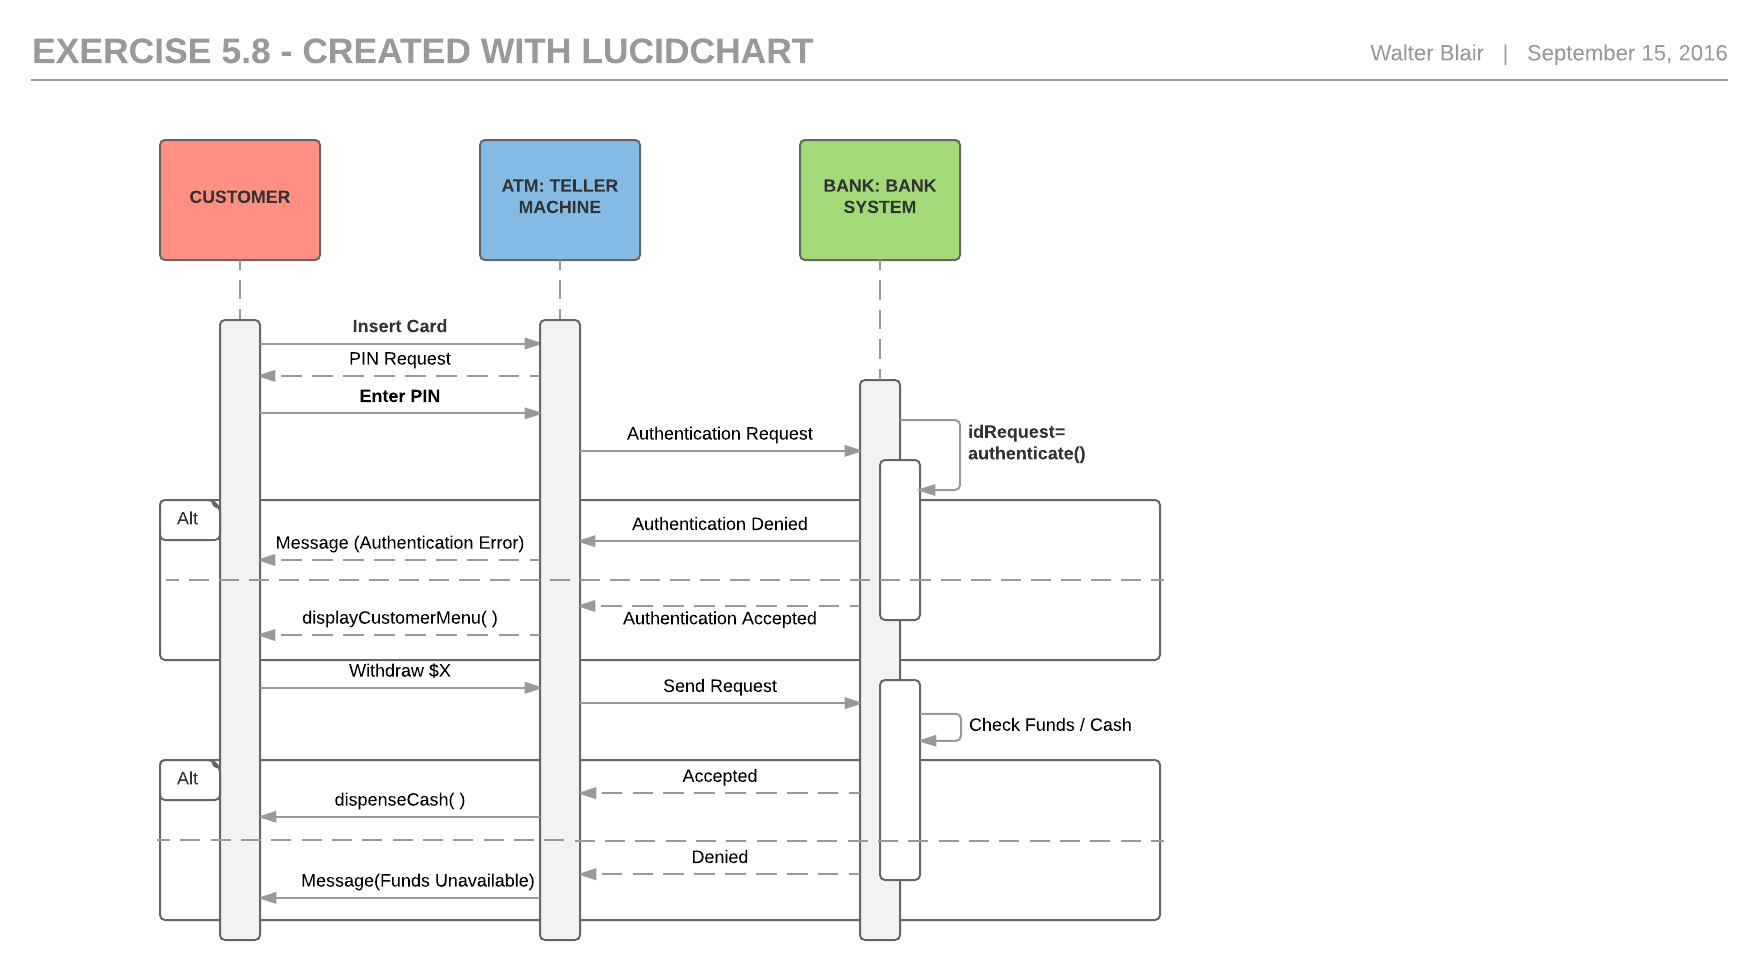 EXERCISE 5.8 - CREATED WITH LUCIDCHART
Walter Blair | September 15, 2016
CUSTOMER
ATM: TELLER
MACHINE
BANK: BANK
SYSTEM
Insert Card
PIN Request
Enter PIN
Authentication Request
idRequest=
authenticate()
Alt
Authentication Denied
Message (Authentication Error)
Authentication Accepted
displayCustomerMenu( )
Withdraw $X
Send Request
Check Funds / Cash
Alt
Accepted
dispenseCash( )
Denied
Message(Funds Unavailable)